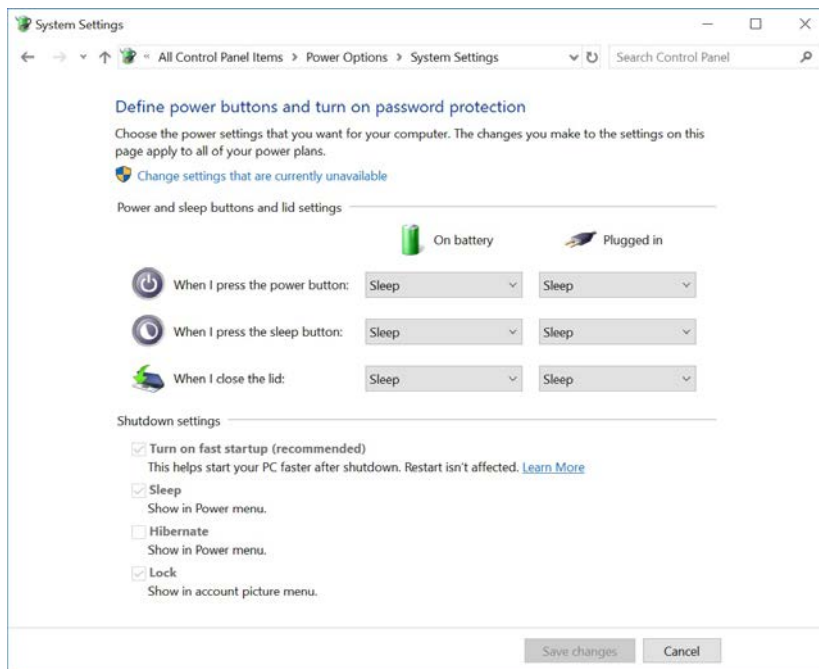 System Settings
All Control Panel Items > Power Options > System Settings
Search Control Panel
Define power buttons and turn on password protection
Choose the power settings that you want for your computer. The changes you make to the settings on this
page apply to all of your power plans.
Change settings that are currently unavailable
Power and sleep buttons and lid settings
On battery Plugged in
When I press the power button: Sleep Sleep
When I press the sleep button: Sleep Sleep
When I close the lid: Sleep Sleep
Shutdown settings
Turn on fast startup (recommended)
This helps start your PC faster after shutdown. Restart isn't affected. Learn More
Sleep
Show in Power menu.
Hibernate
Show in Power menu.
Lock
Show in account picture menu.
Save changes Cancel